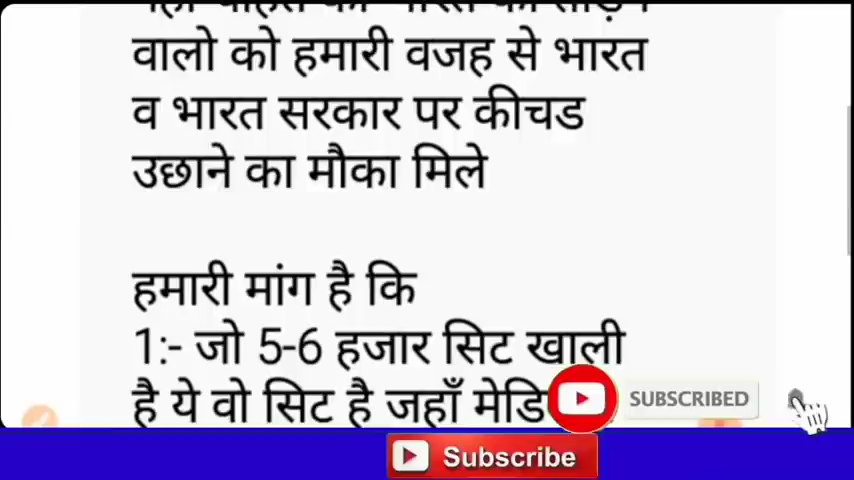 वालो को हमारी वजह से भारत
व भारत सरकार पर कीचड
उछाने का मौका मिले
हमारी मांग है कि
1:- जो 5-6 हजार सिट खाली
है ये वो सिट है जहाँ
SUBSCRIBED
Subscribe